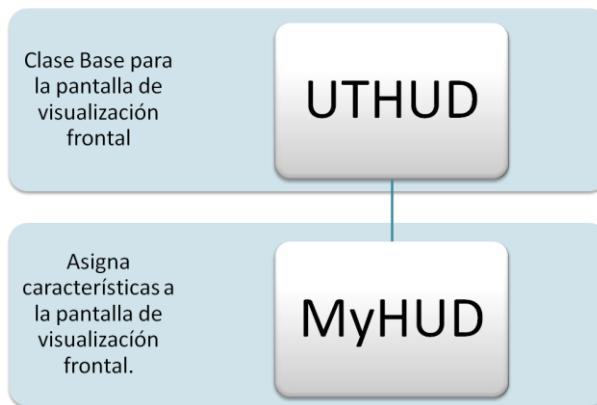 Clase Base para
la pantalla de
visualización
frontal
UTHUD
Asigna
características a
la pantalla de
visualización
frontal.
MyHUD